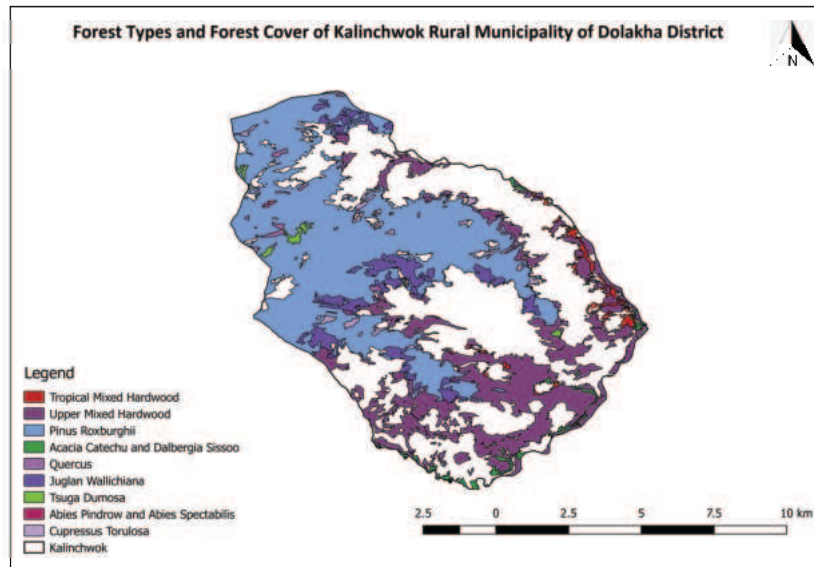 Forest Types and Forest Cover of Kalinchwok Rural Municipality of Dolakha District
N
Legend
Tropical Mixed Hardwood
Upper Mixed Hardwood
Pinus Roxburghii
Acacia Catechu and Dalbergia Sissoo
Quercus
Juglan Wallichiana
Tsuga Dumosa
Abies Pindrow and Abies Spectabilis
Cupressus Torulosa
Kalinchwok
2.5 0 2.5 5 7.5 10 km